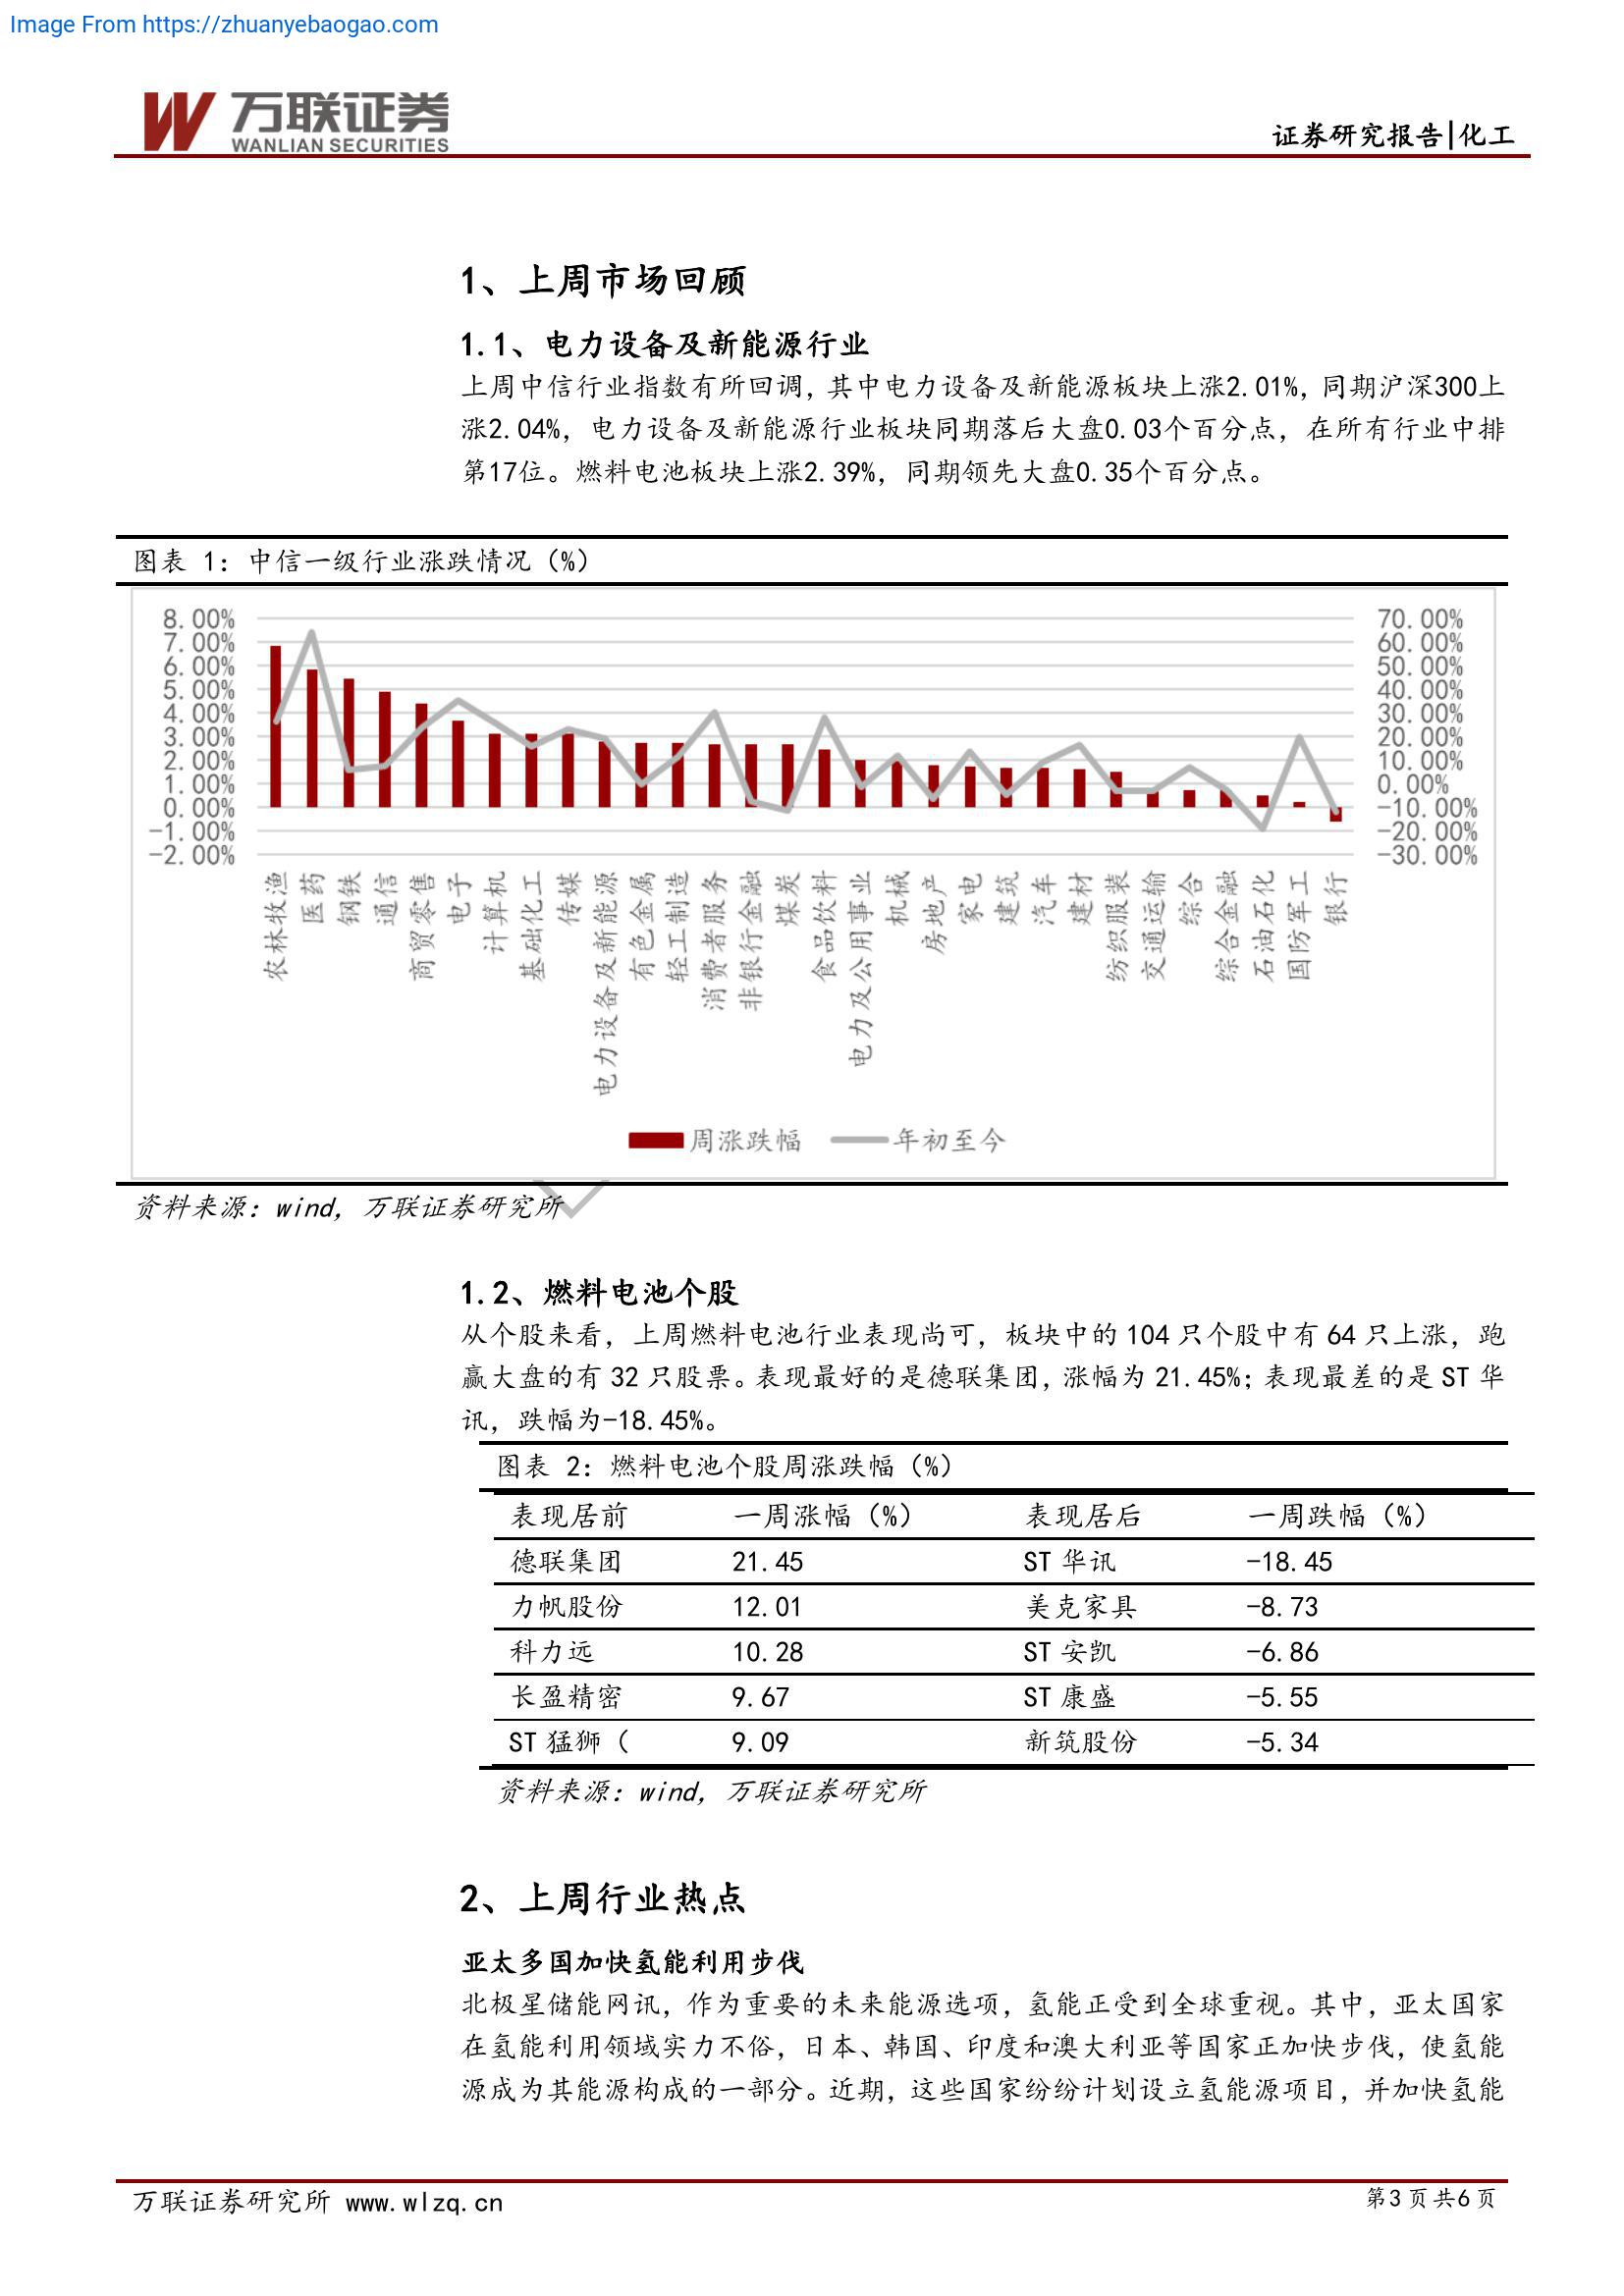 Image From https://zhuanyebaogao.com
万联证券
WANLIAN SECURITIES
证券研究报告|化工
1、上周市场回顾
1.1、电力设备及新能源行业
上周中信行业指数有所回调，其中电力设备及新能源板块上涨2.01%，同期沪深300上
涨2.04%，电力设备及新能源行业板块同期落后大盘0.03个百分点，在所有行业中排
第17位。燃料电池板块上涨2.39%，同期领先大盘0.35个百分点。
图表 1：中信一级行业涨跌情况（%）
8.00%
7.00%
6.00%
5.00%
4.00%
3.00%
2.00%
1.00%
0.00%
-1.00%
-2.00%
70.00%
60.00%
50.00%
40.00%
30.00%
20.00%
10.00%
0.00%
-10.00%
-20.00%
-30.00%
农林牧渔
医药
钢铁
通信
商贸零售
电子
计算机
基础化工
传媒
电力设备及新能源
有色金属
轻工制造
消费者服务
非银行金融
煤炭
食品饮料
电力及公用事业
机械
房地产
家电
建筑
汽车
建材
纺织服装
交通运输
综合
综合金融
石油石化
国防军工
银行
周涨跌幅 年初至今
资料来源：wind，万联证券研究所
1.2、燃料电池个股
从个股来看，上周燃料电池行业表现尚可，板块中的 104 只个股中有 64 只上涨，跑
赢大盘的有 32 只股票。表现最好的是德联集团，涨幅为 21.45%；表现最差的是 ST 华
讯，跌幅为-18.45%。
图表 2：燃料电池个股周涨跌幅（%）
表现居前 一周涨幅（%） 表现居后 一周跌幅（%）
德联集团 21.45 ST 华讯 -18.45
力帆股份 12.01 美克家具 -8.73
科力远 10.28 ST 安凯 -6.86
长盈精密 9.67 ST 康盛 -5.55
ST 猛狮（ 9.09 新筑股份 -5.34
资料来源：wind，万联证券研究所
2、上周行业热点
亚太多国加快氢能利用步伐
北极星储能网讯，作为重要的未来能源选项，氢能正受到全球重视。其中，亚太国家
在氢能利用领域实力不俗，日本、韩国、印度和澳大利亚等国家正加快步伐，使氢能
源成为其能源构成的一部分。近期，这些国家纷纷计划设立氢能源项目，并加快氢能
万联证券研究所 www.wlzq.cn
第3页共6页